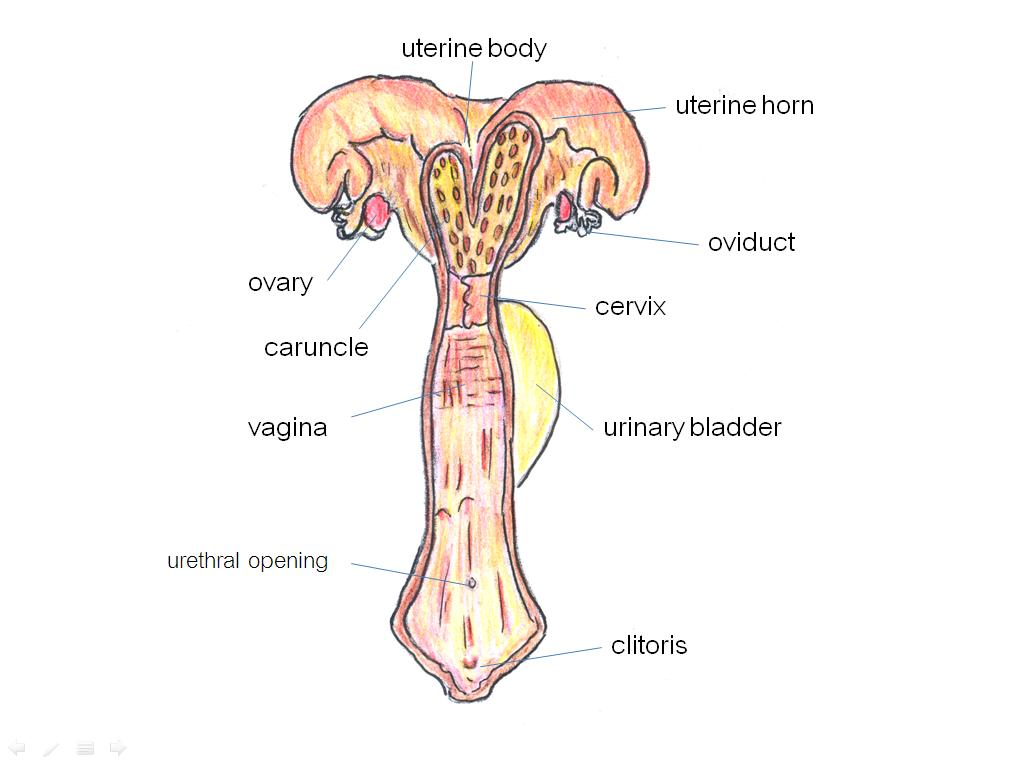 uterine body
uterine horn
oviduct
ovary
cervix
caruncle
vagina
urinary bladder
urethral opening
clitoris